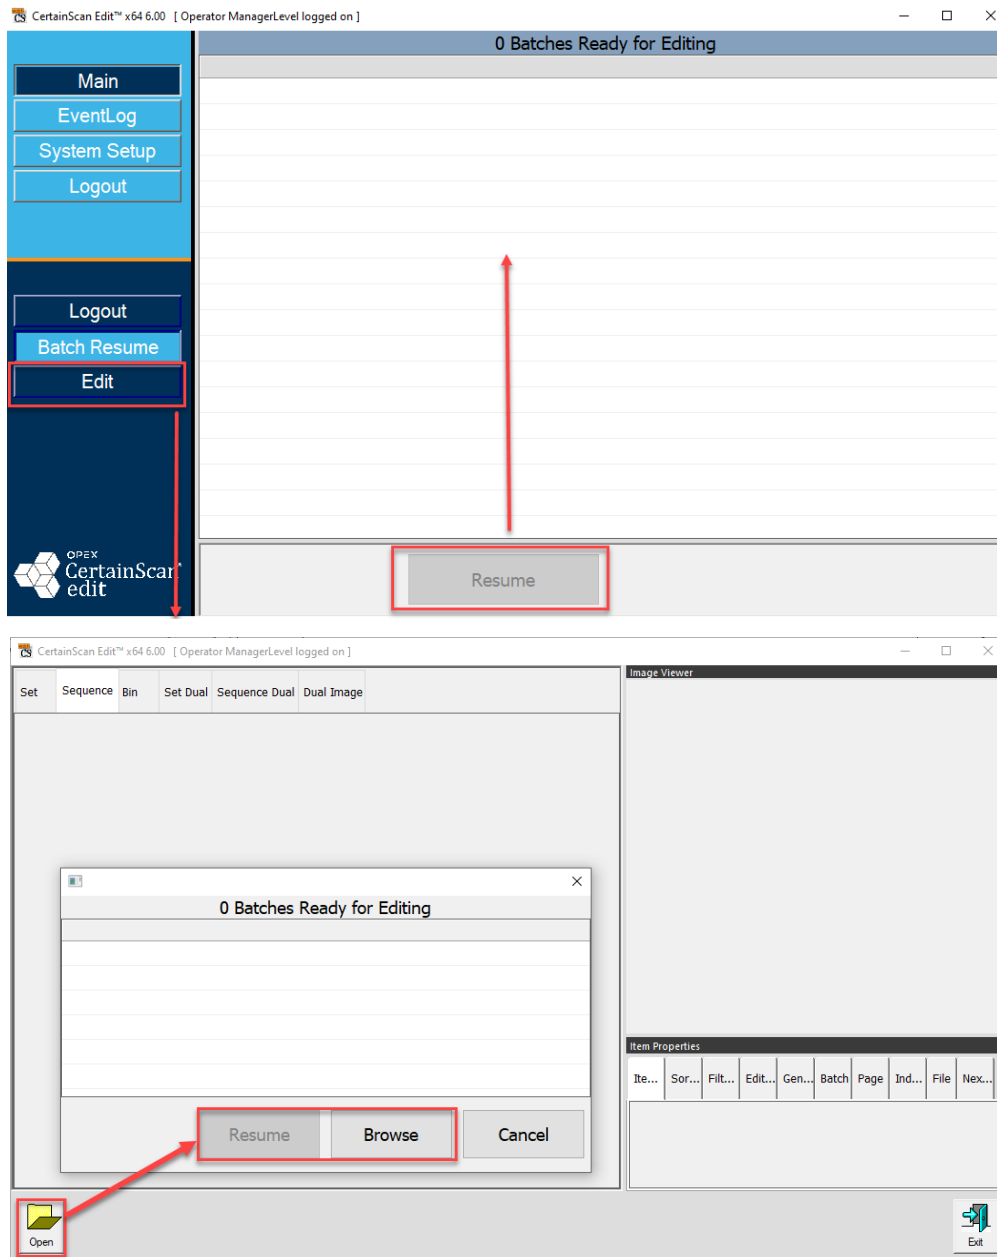 CertainScan Edit™ x64 6.00 [ Operator ManagerLevel logged on ]
0 Batches Ready for Editing
Main
EventLog
System Setup
Logout
Logout
Batch Resume
Edit
OPEX
CertainScan
edit
Resume
CertainScan Edit™ x64 6.00 [ Operator ManagerLevel logged on ]
Set Sequence Bin Set Dual Sequence Dual Dual Image
Image Viewer
0 Batches Ready for Editing
Resume Browse Cancel
Item Properties
Ite... Sor... Filt... Edit... Gen... Batch Page Ind... File Nex...
Open
Exit